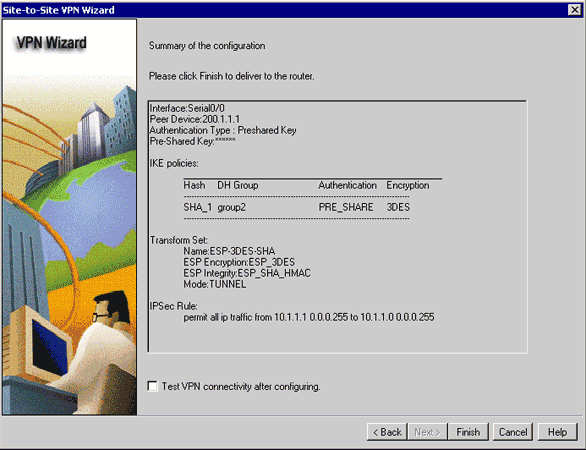 Site-to-Site VPN Wizard
VPN Wizard
Summary of the configuration
Please click Finish to deliver to the router.
Interface:Serial0/0
Peer Device:200.1.1.1
Authentication Type : Preshared Key
Pre-Shared Key:******
IKE policies:
Hash DH Group Authentication Encryption
SHA_1 group2 PRE_SHARE 3DES
Transform Set:
Name:ESP-3DES-SHA
ESP Encryption:ESP_3DES
ESP Integrity:ESP_SHA_HMAC
Mode:TUNNEL
IPSec Rule:
permit all ip traffic from 10.1.1.1 0.0.0.255 to 10.1.1.0 0.0.0.255
Test VPN connectivity after configuring.
< Back Next > Finish Cancel Help